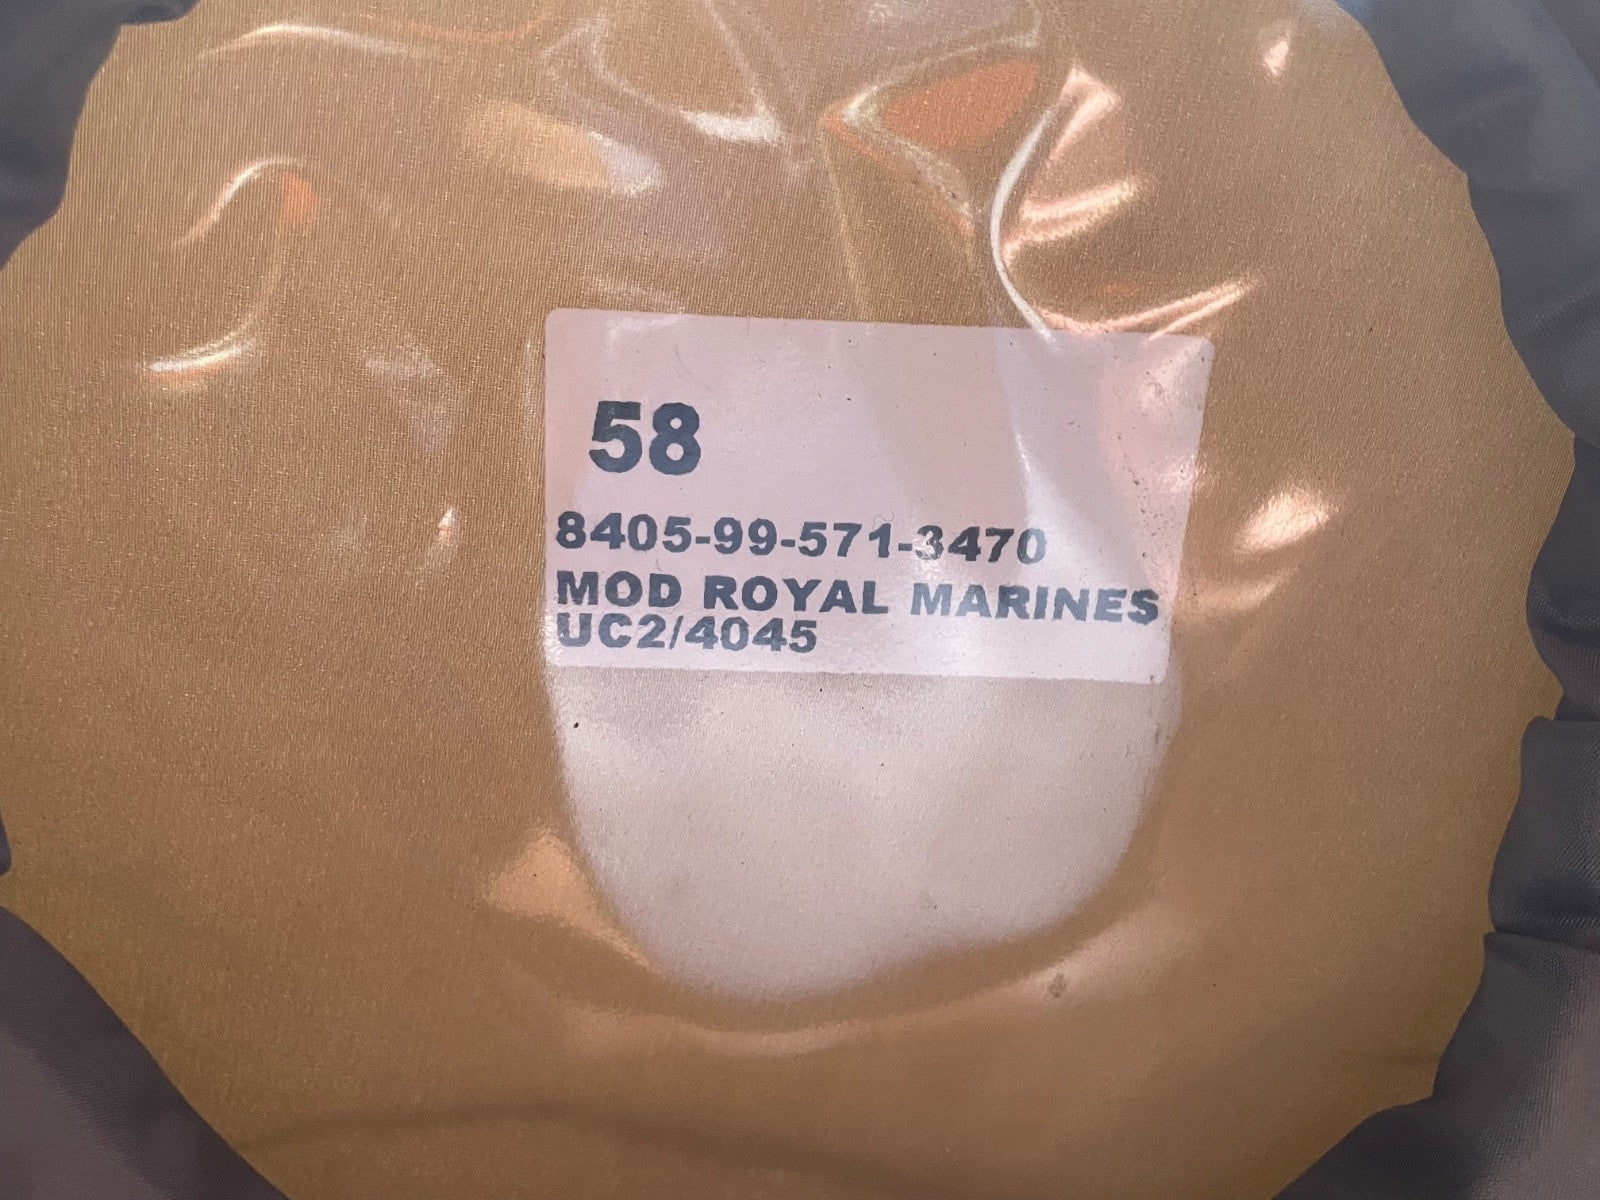 58
8405-99-571-3470
MOD ROYAL MARINES
UC2/4045